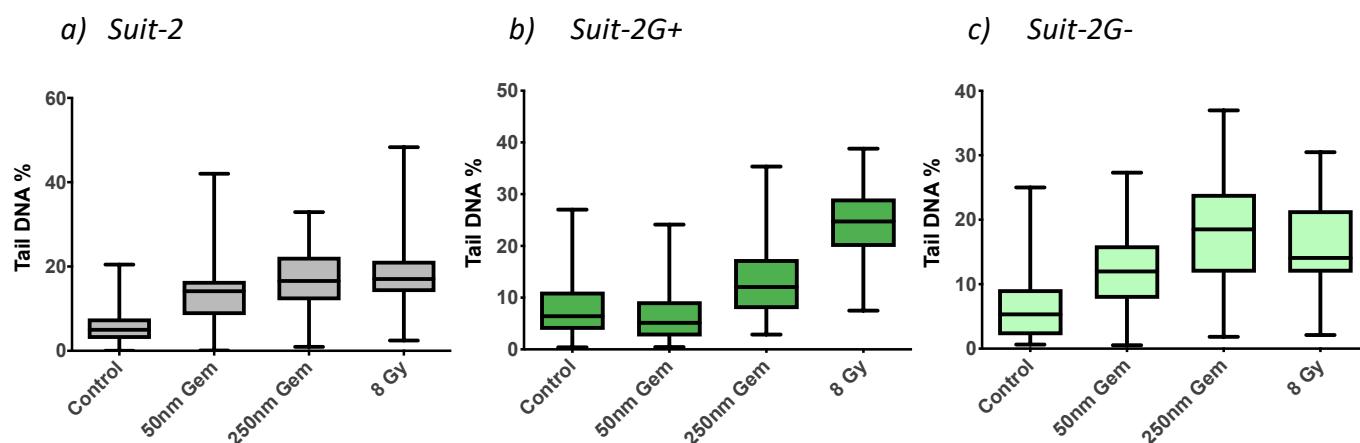 a) Suit-2
Tail DNA %
60
40
20
0
Control
50nm Gem
250nm Gem
8 Gy
b) Suit-2G+
Tail DNA %
50
40
30
20
10
0
Control
50nm Gem
250nm Gem
8 Gy
c) Suit-2G-
Tail DNA %
40
30
20
10
0
Control
50nm Gem
250nm Gem
8 Gy